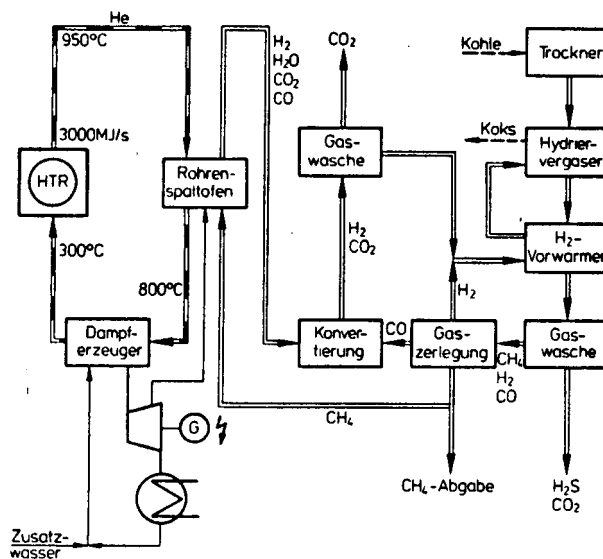 He
950°C
3000MJ/s
HTR
300°C
Röhren-
spaltofen
800°C
Dampf-
erzeuger
G
Zusatz-
wasser
H₂
H₂O
CO₂
CO
CO₂
Gas-
wäsche
H₂
CO₂
Konver-
tierung
CO
Gas-
zerlegung
H₂
CH₄
CH₄-Abgabe
Kohle
Trockner
Koks
Hydrier-
vergaser
H₂-
Vorwärmer
Gas-
wäsche
CH₄
H₂
CO
H₂S
CO₂